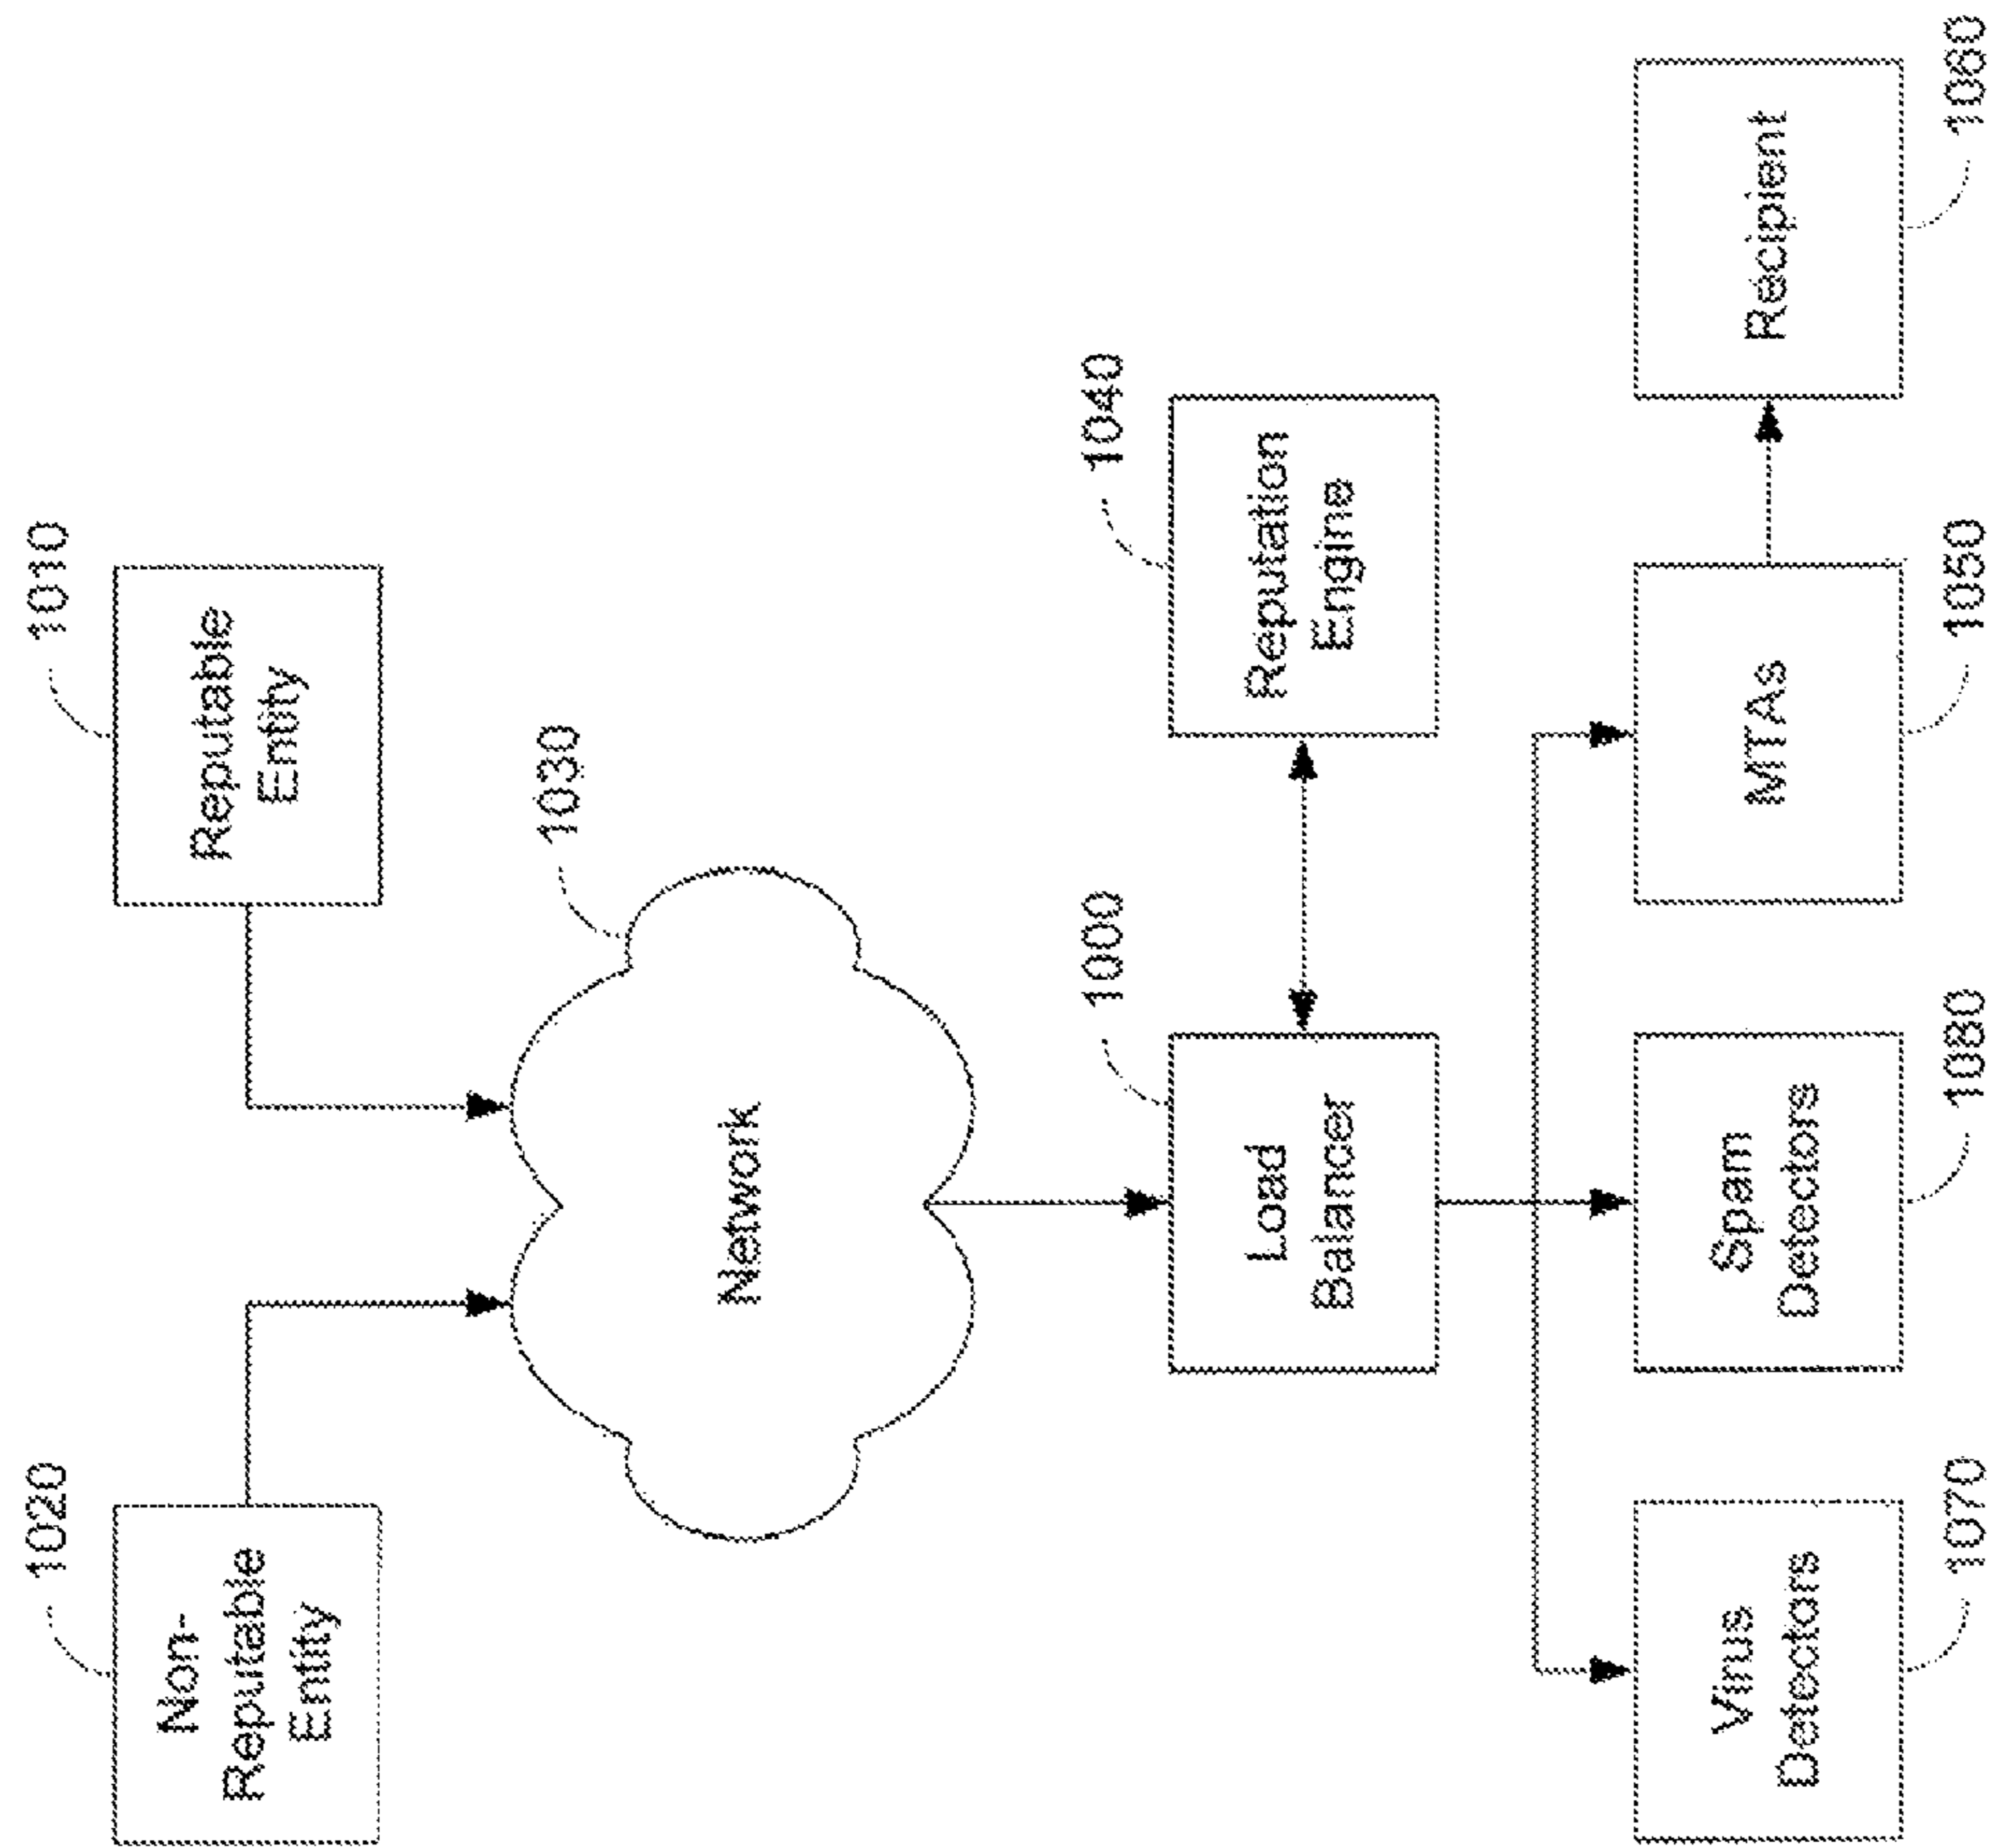 1020
1010
Non-
Reputable
Entity
Reputable
Entity
1030
Network
1000
1040
Load
Balancer
Reputation
Engine
Virus
Detectors
Spam
Detectors
MTAs
Recipient
1070
1080
1050
1060